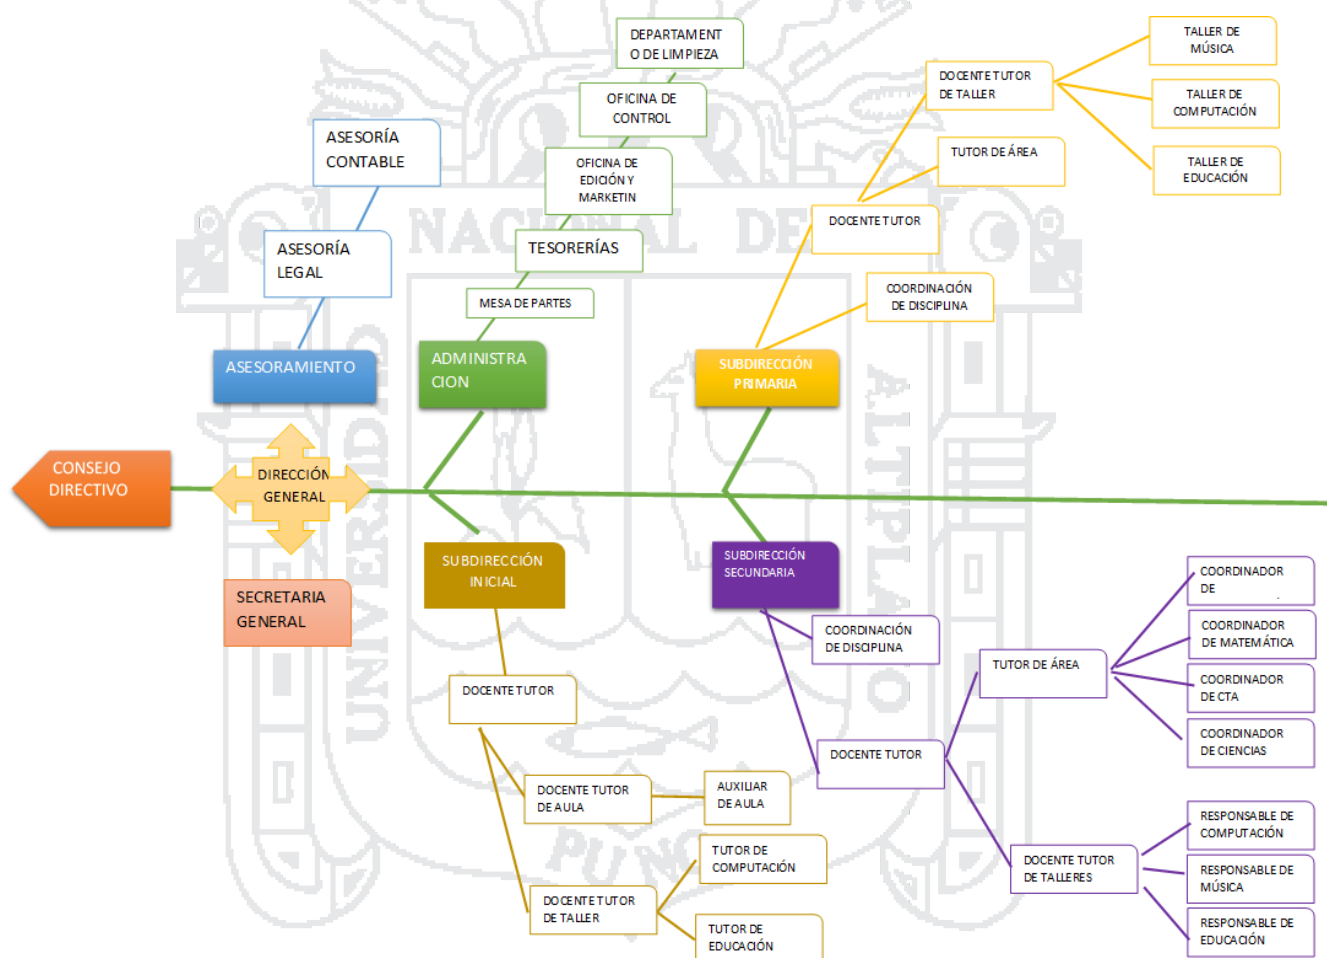 DEPARTAMENT
O DE LIMPIEZA
OFICINA DE
CONTROL
OFICINA DE
EDICIÓN Y
MARKETIN
TESORERÍAS
MESA DE PARTES
ADMINISTRA
CION
ASESORÍA
CONTABLE
ASESORÍA
LEGAL
ASESORAMIENTO
TALLER DE
MÚSICA
TALLER DE
COMPUTACIÓN
TALLER DE
EDUCACIÓN
DOCENTE TUTOR
DE TALLER
TUTOR DE ÁREA
DOCENTE TUTOR
COORDINACIÓN
DE DISCIPLINA
SUBDIRECCIÓN
PRIMARIA
CONSEJO
DIRECTIVO
DIRECCIÓN
GENERAL
SECRETARIA
GENERAL
SUBDIRECCIÓN
INICIAL
DOCENTE TUTOR
DOCENTE TUTOR
DE AULA
AUXILIAR
DE AULA
DOCENTE TUTOR
DE TALLER
TUTOR DE
COMPUTACIÓN
TUTOR DE
EDUCACIÓN
SUBDIRECCIÓN
SECUNDARIA
COORDINACIÓN
DE DISCIPLINA
DOCENTE TUTOR
TUTOR DE ÁREA
COORDINADOR
DE
COORDINADOR
DE MATEMÁTICA
COORDINADOR
DE CTA
COORDINADOR
DE CIENCIAS
DOCENTE TUTOR
DE TALLERES
RESPONSABLE DE
COMPUTACIÓN
RESPONSABLE DE
MÚSICA
RESPONSABLE DE
EDUCACIÓN
UNIVERSIDAD
NACIONAL DEL
ALTIPLANO
PUNO